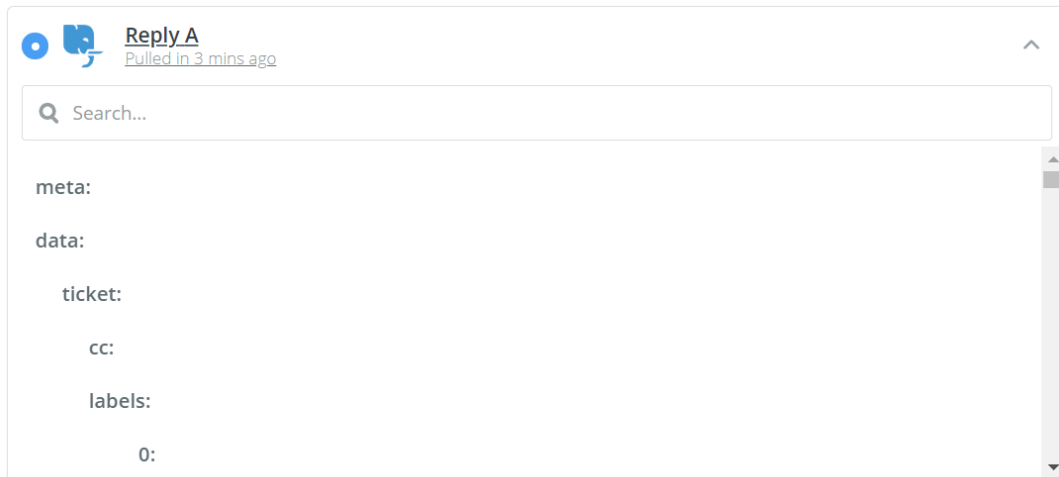 Reply A
Pulled in 3 mins ago
Search...
meta:
data:
ticket:
cc:
labels:
0: